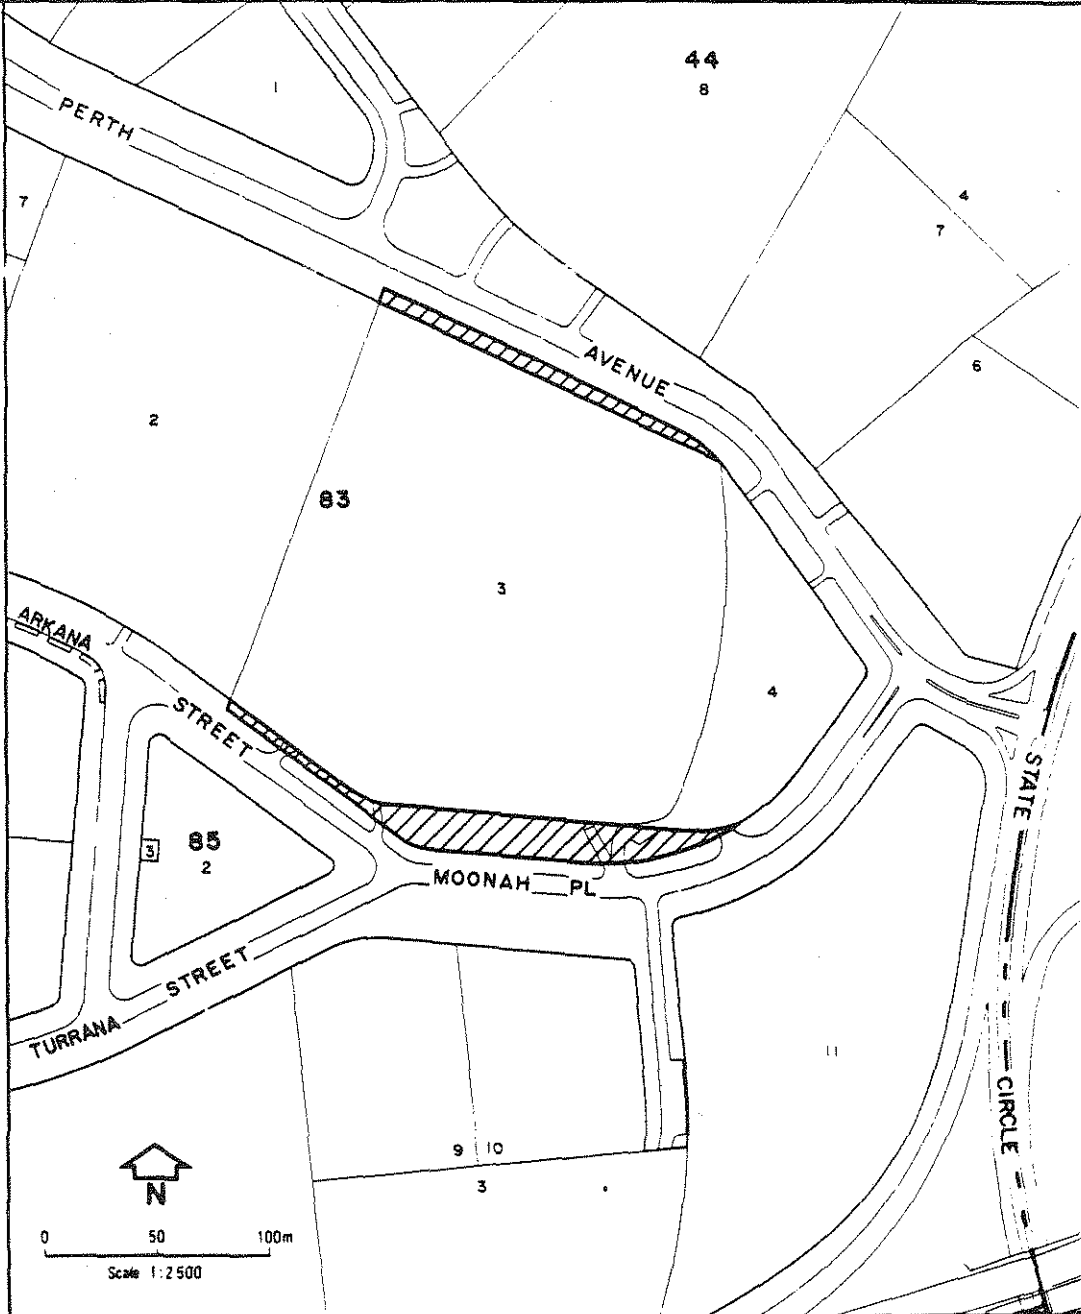 44
8
1
PERTH
4
7
7
AVENUE
6
2
83
3
ARKANA
STREET
4
STATE
85
3
2
MOONAH PL
STREET
TURRANA
11
CIRCLE
9 10
3
N
0 50 100m
Scale 1:2500